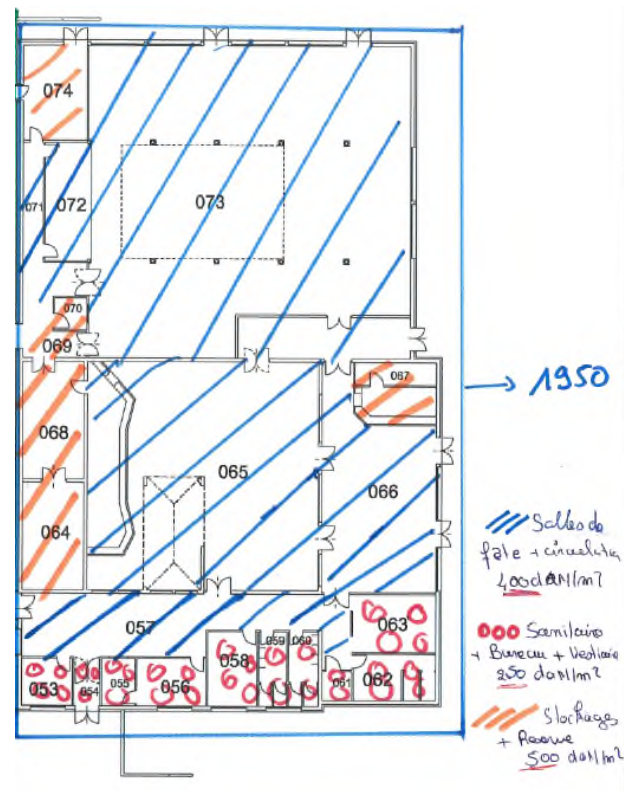 074
071 072
073
070
069
067
→ 1950
068
065
066
064
Salles de
fête + circulation
400 daN/m²
057
063
059 060
058
Sanitaire
+ Bureau + Vestiaire
250 daN/m²
053 054 055 056
061 062
Stockages
+ Reserve
500 daN/m²